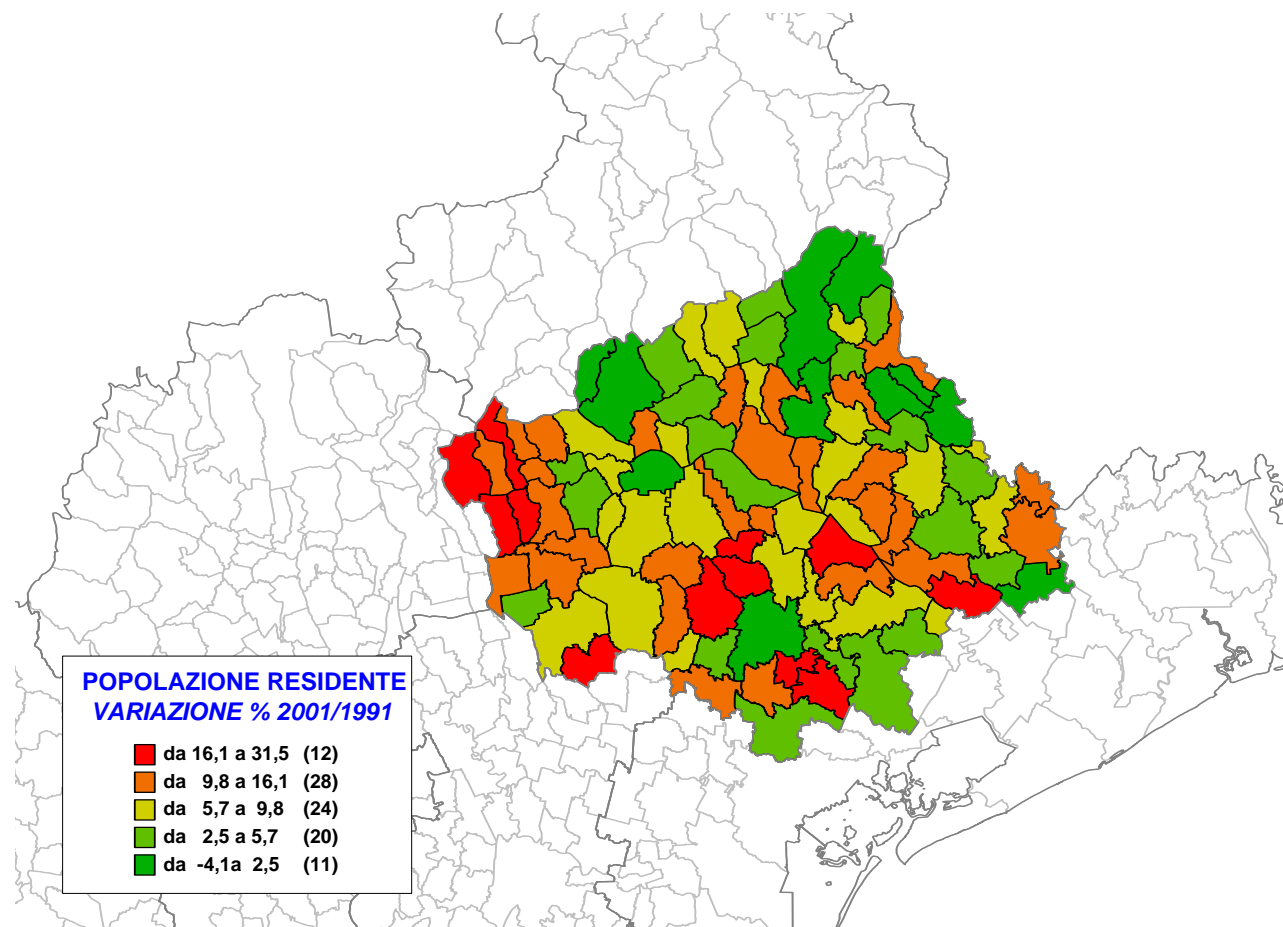 POPOLAZIONE RESIDENTE
VARIAZIONE % 2001/1991
da 16,1 a 31,5 (12)
da 9,8 a 16,1 (28)
da 5,7 a 9,8 (24)
da 2,5 a 5,7 (20)
da -4,1a 2,5 (11)